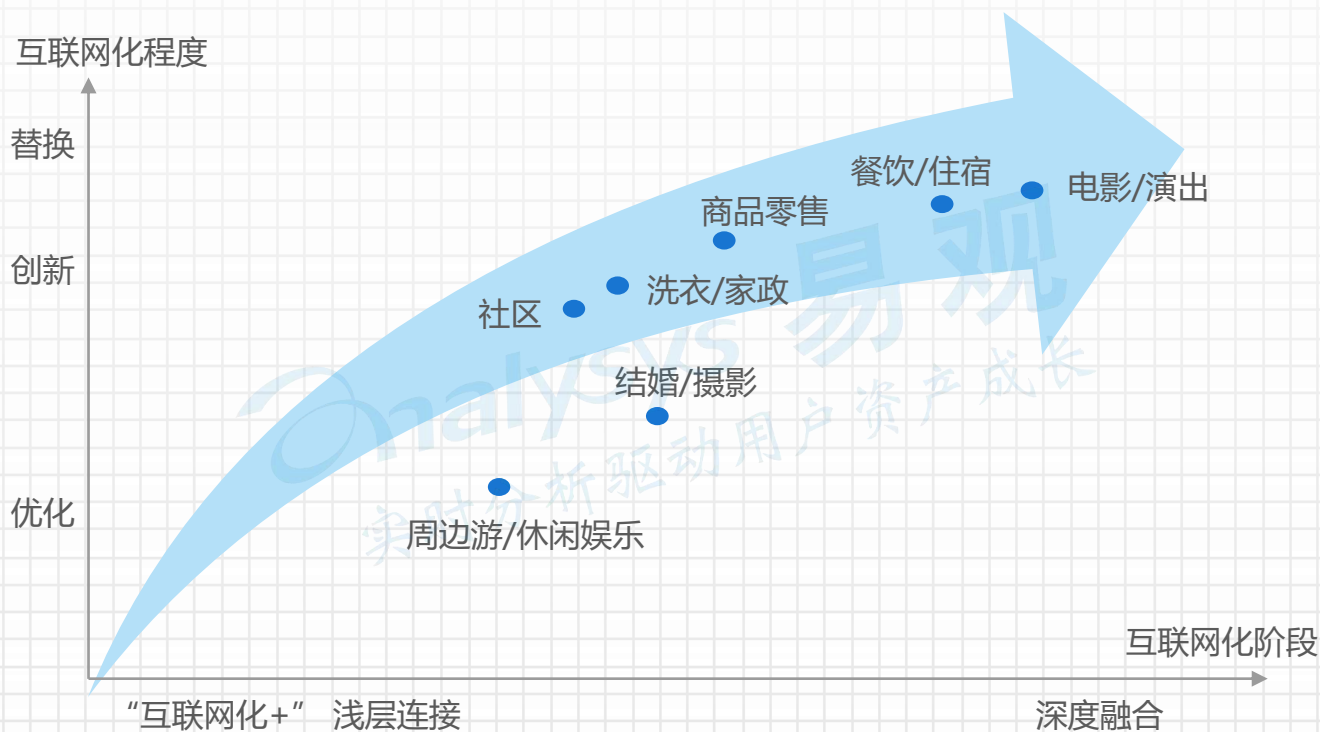 互联网化程度
替换
餐饮/住宿
电影/演出
商品零售
创新
洗衣/家政
社区
易观
nalysys
结婚/摄影
实时分析驱动用户资产成长
优化
周边游/休闲娱乐
互联网化阶段
“互联网化+” 浅层连接
深度融合